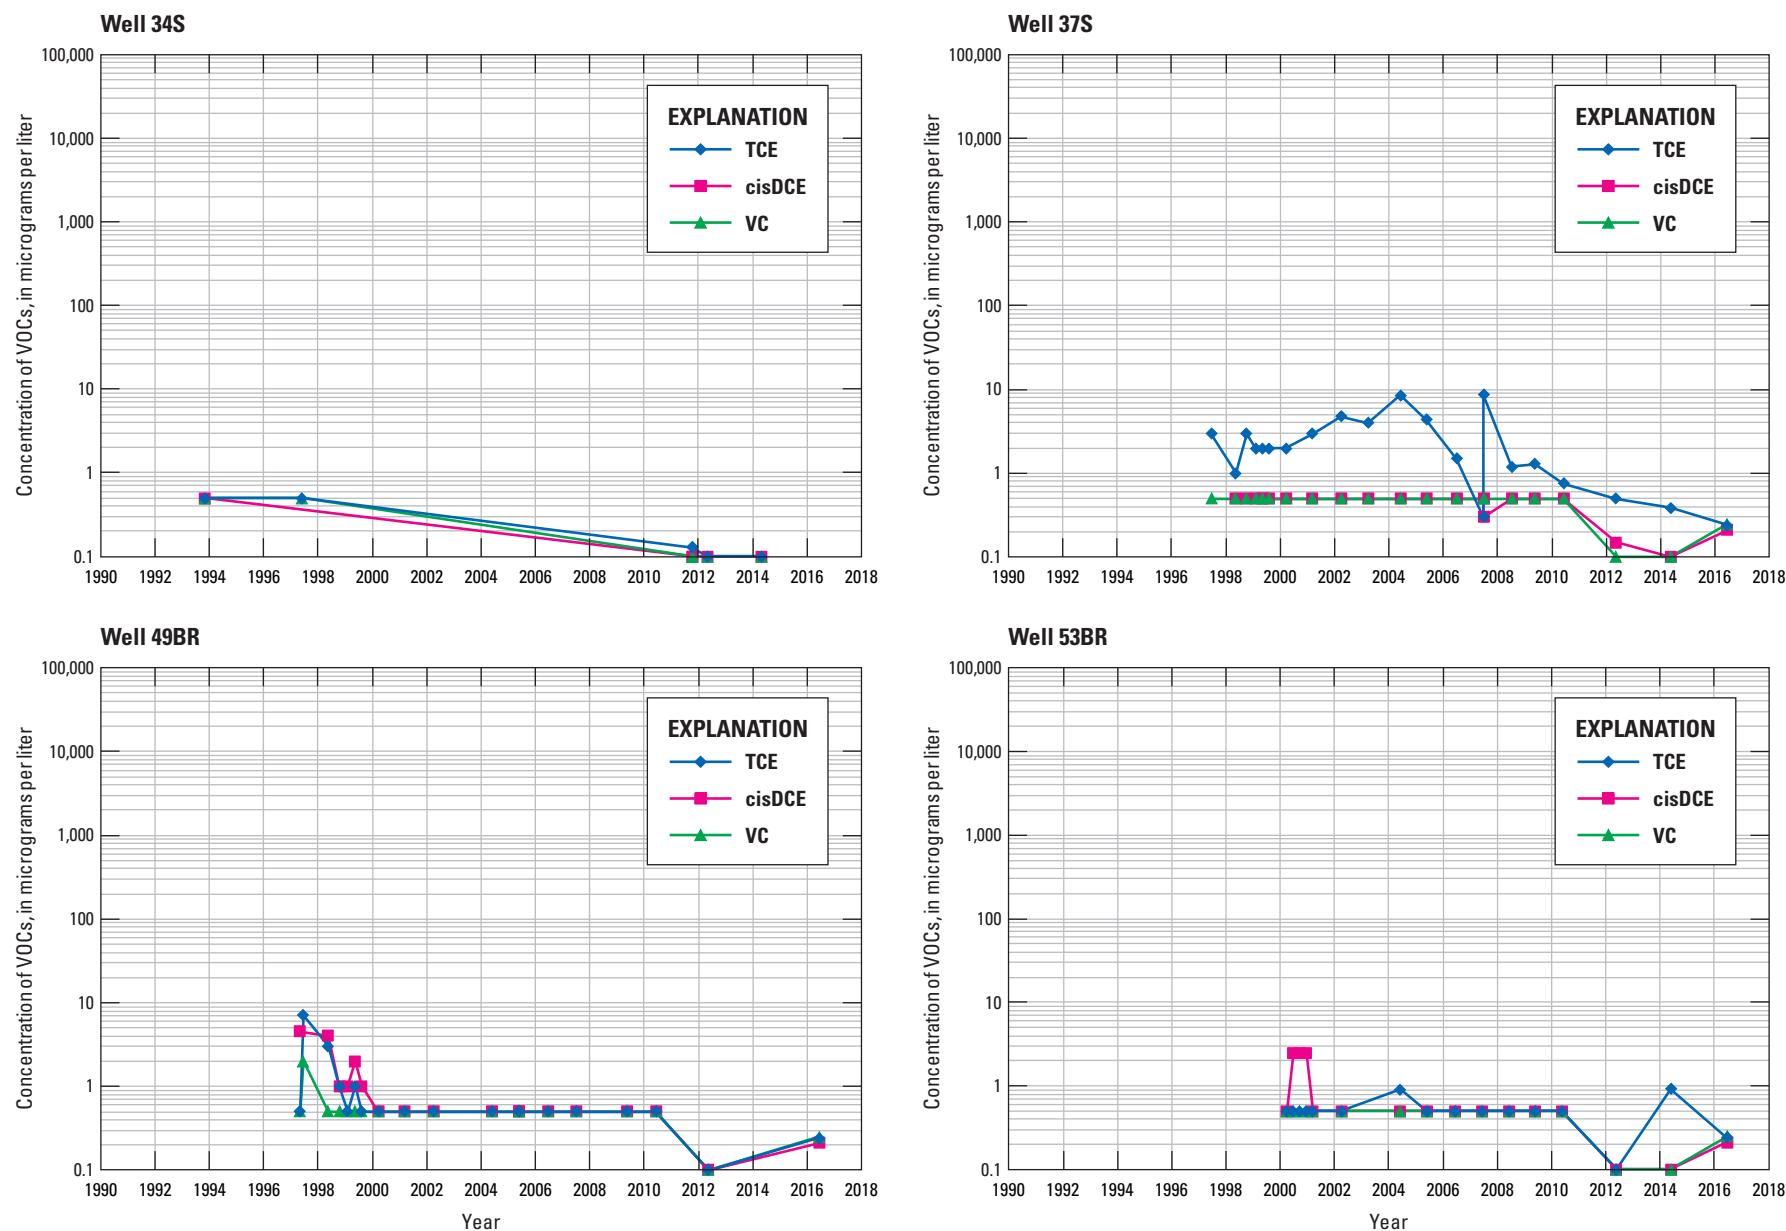 Well 34S
Concentration of VOCs, in micrograms per liter
100,000
10,000
1,000
100
10
1
0.1
EXPLANATION
TCE
cisDCE
VC
1990 1992 1994 1996 1998 2000 2002 2004 2006 2008 2010 2012 2014 2016 2018
Well 37S
Concentration of VOCs, in micrograms per liter
100,000
10,000
1,000
100
10
1
0.1
EXPLANATION
TCE
cisDCE
VC
1990 1992 1994 1996 1998 2000 2002 2004 2006 2008 2010 2012 2014 2016 2018
Well 49BR
Concentration of VOCs, in micrograms per liter
100,000
10,000
1,000
100
10
1
0.1
EXPLANATION
TCE
cisDCE
VC
1990 1992 1994 1996 1998 2000 2002 2004 2006 2008 2010 2012 2014 2016 2018
Year
Well 53BR
Concentration of VOCs, in micrograms per liter
100,000
10,000
1,000
100
10
1
0.1
EXPLANATION
TCE
cisDCE
VC
1990 1992 1994 1996 1998 2000 2002 2004 2006 2008 2010 2012 2014 2016 2018
Year